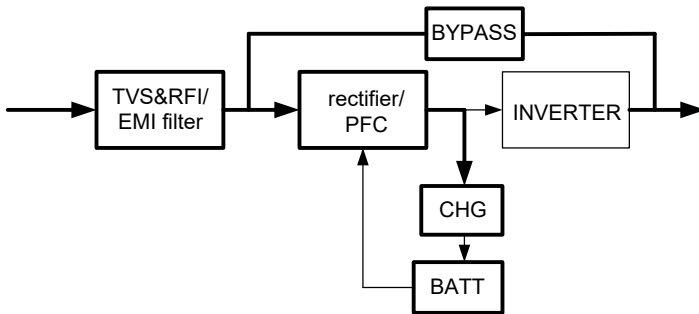 BYPASS
TVS&RFI/
EMI filter
rectifier/
PFC
INVERTER
CHG
BATT